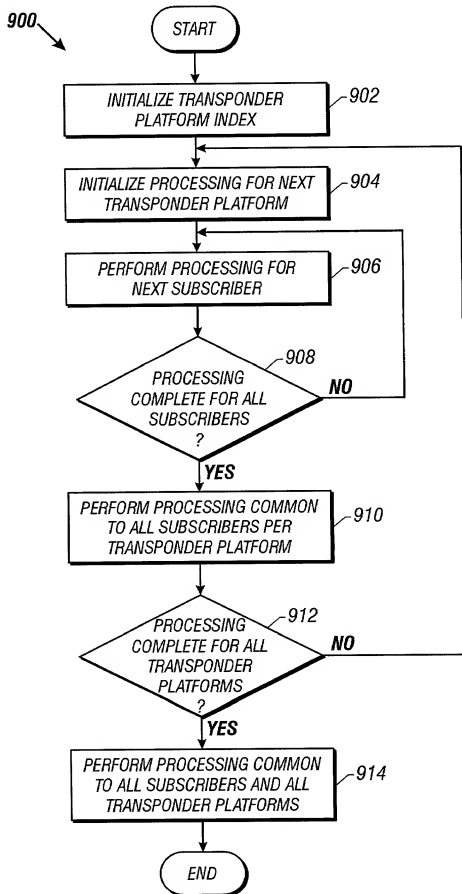 900
START
INITIALIZE TRANSPONDER
PLATFORM INDEX
902
INITIALIZE PROCESSING FOR NEXT
TRANSPONDER PLATFORM
904
PERFORM PROCESSING FOR
NEXT SUBSCRIBER
906
908
PROCESSING
COMPLETE FOR ALL
SUBSCRIBERS
?
NO
YES
PERFORM PROCESSING COMMON
TO ALL SUBSCRIBERS PER
TRANSPONDER PLATFORM
910
912
PROCESSING
COMPLETE FOR ALL
TRANSPONDER
PLATFORMS
?
NO
YES
PERFORM PROCESSING COMMON
TO ALL SUBSCRIBERS AND ALL
TRANSPONDER PLATFORMS
914
END